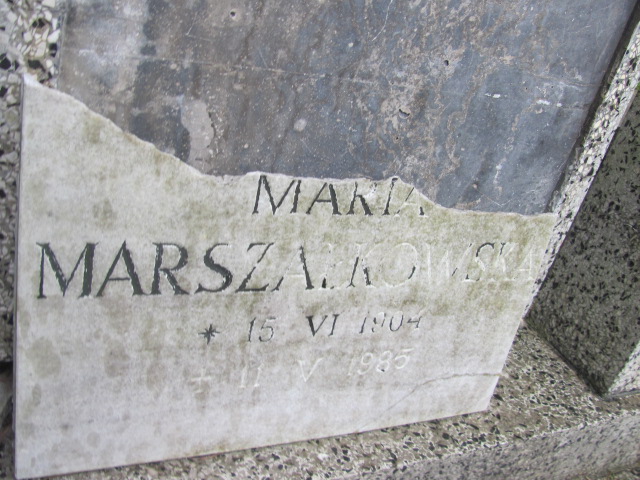 MARIA
MARSZAŁKOWSKA
* 15 VI 1904
+ 11 V 1985